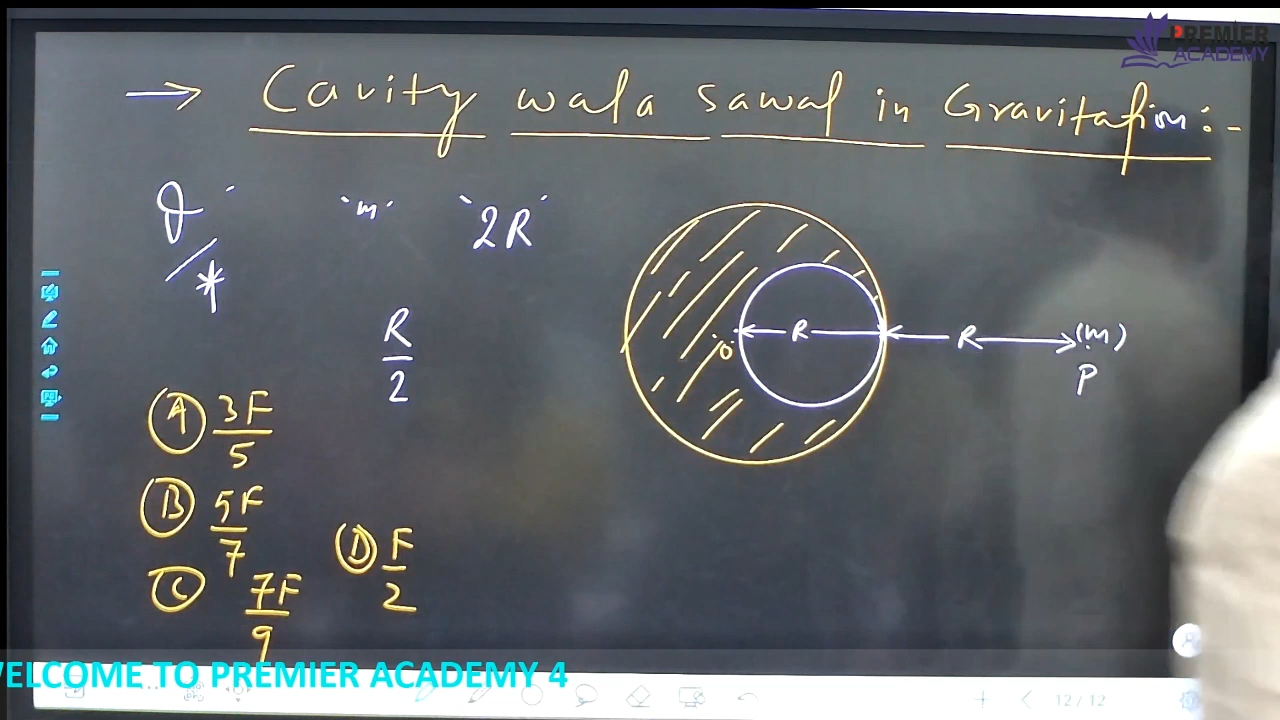 PREMIER
ACADEMY
→ Cavity wala sawal in Gravitation :-
Q * 'm' '2R'
R/2
O R R (m)
P
(A) 3F/5
(B) 5F/7
(C) 7F/9
(D) F/2
WELCOME TO PREMIER ACADEMY 4
12/12